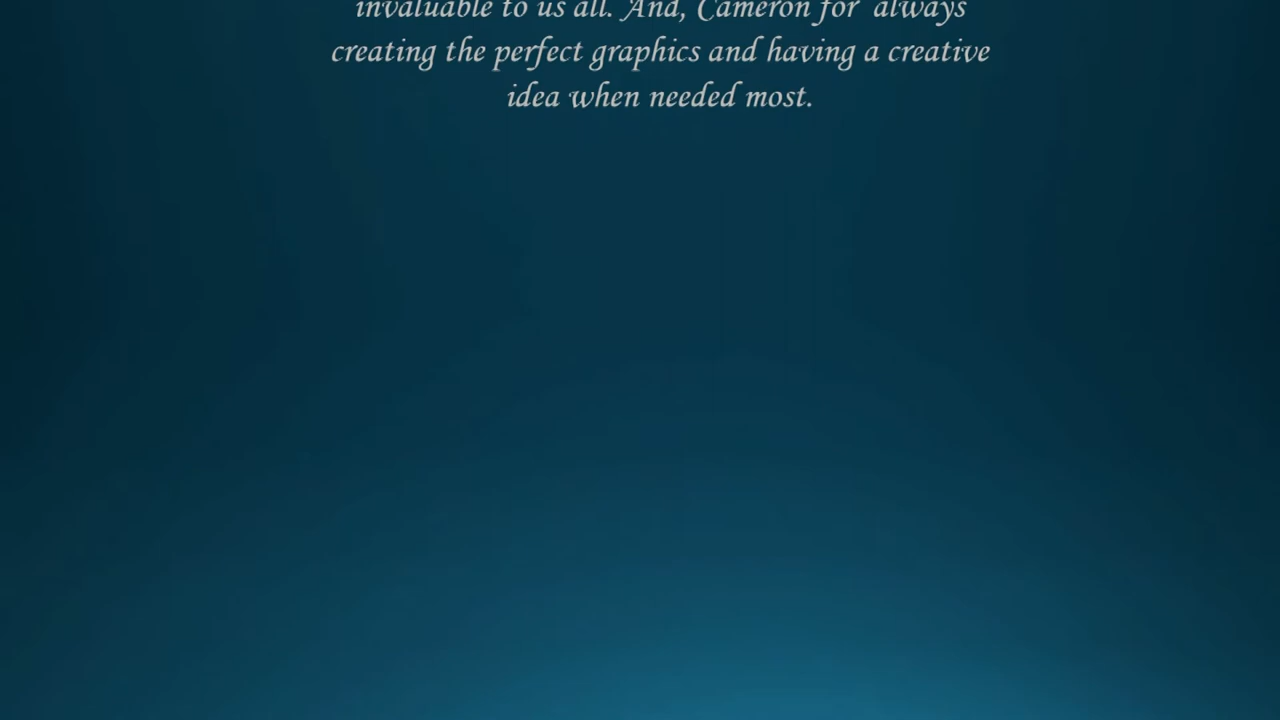 invaluable to us all. And, Cameron for always
creating the perfect graphics and having a creative
idea when needed most.